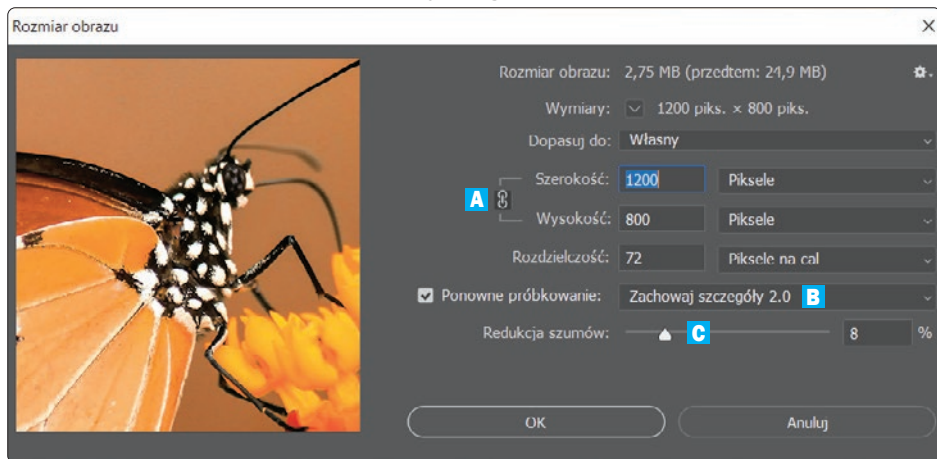 Rozmiar obrazu
Rozmiar obrazu: 2,75 MB (przedtem: 24,9 MB)
Wymiary: 1200 piks. × 800 piks.
Dopasuj do: Własny
Szerokość: 1200 Piksele
A
Wysokość: 800 Piksele
Rozdzielczość: 72 Piksele na cal
Ponowne próbkowanie: Zachowaj szczegóły 2.0 B
Redukcja szumów: C 8 %
OK Anuluj